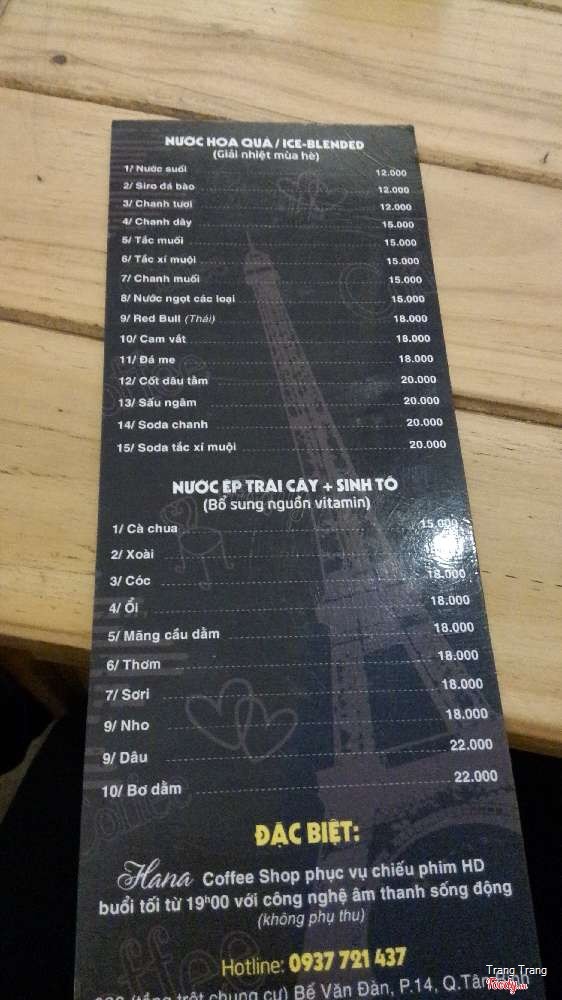 NƯỚC HOA QUẢ / ICE-BLENDED
(Giải nhiệt mùa hè)
1/ Nước suối 12.000
2/ Siro đá bào 12.000
3/ Chanh tươi 12.000
4/ Chanh dây 15.000
5/ Tắc muối 15.000
6/ Tắc xí muội 15.000
7/ Chanh muối 15.000
8/ Nước ngọt các loại 15.000
9/ Red Bull (Thái) 18.000
10/ Cam vắt 18.000
11/ Đá me 18.000
12/ Cốt dâu tằm 20.000
13/ Sấu ngâm 20.000
14/ Soda chanh 20.000
15/ Soda tắc xí muội 20.000
NƯỚC ÉP TRÁI CÂY + SINH TỐ
(Bổ sung nguồn vitamin)
1/ Cà chua 15.000
2/ Xoài
3/ Cóc 18.000
4/ Ổi 18.000
5/ Mãng cầu dằm 18.000
6/ Thơm 18.000
7/ Sơri 18.000
9/ Nho 18.000
9/ Dâu 22.000
10/ Bơ dằm 22.000
ĐẶC BIỆT:
Hana Coffee Shop phục vụ chiếu phim HD
buổi tối từ 19h00 với công nghệ âm thanh sống động
(không phụ thu)
Hotline: 0937 721 437
(tầng trệt chung cư) Bế Văn Đàn, P.14, Q.Tân Bình
Trang Trang
Foody.vn